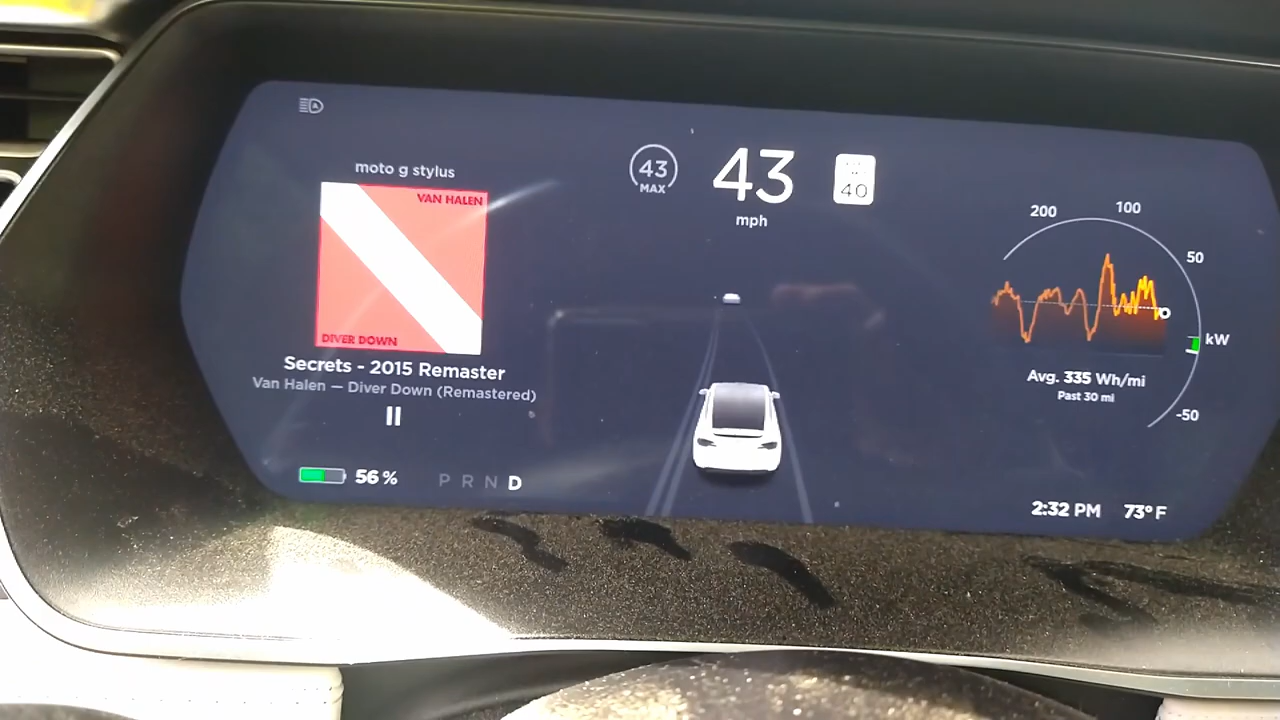 A
moto g stylus
VAN HALEN
DIVER DOWN
Secrets - 2015 Remaster
Van Halen — Diver Down (Remastered)
56 %
P R N D
43
MAX
43
mph
40
200
100
50
kW
-50
Avg. 335 Wh/mi
Past 30 mi
2:32 PM 73° F